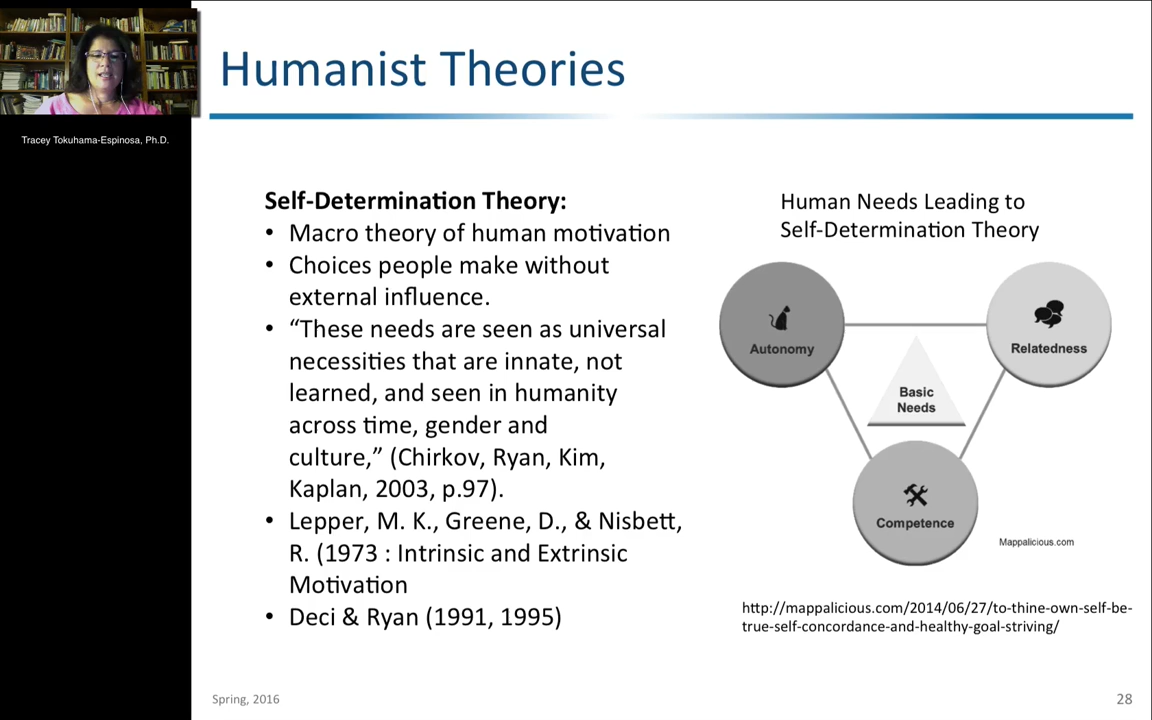 Humanist Theories
Tracey Tokuhama-Espinosa, Ph.D.
Self-Determination Theory:
• Macro theory of human motivation
• Choices people make without
external influence.
• “These needs are seen as universal
necessities that are innate, not
learned, and seen in humanity
across time, gender and
culture,” (Chirkov, Ryan, Kim,
Kaplan, 2003, p.97).
• Lepper, M. K., Greene, D., & Nisbett,
R. (1973 : Intrinsic and Extrinsic
Motivation
• Deci & Ryan (1991, 1995)
Human Needs Leading to
Self-Determination Theory
Autonomy
Relatedness
Basic
Needs
Competence
Mappalicious.com
http://mappalicious.com/2014/06/27/to-thine-own-self-be-
true-self-concordance-and-healthy-goal-striving/
Spring, 2016
28